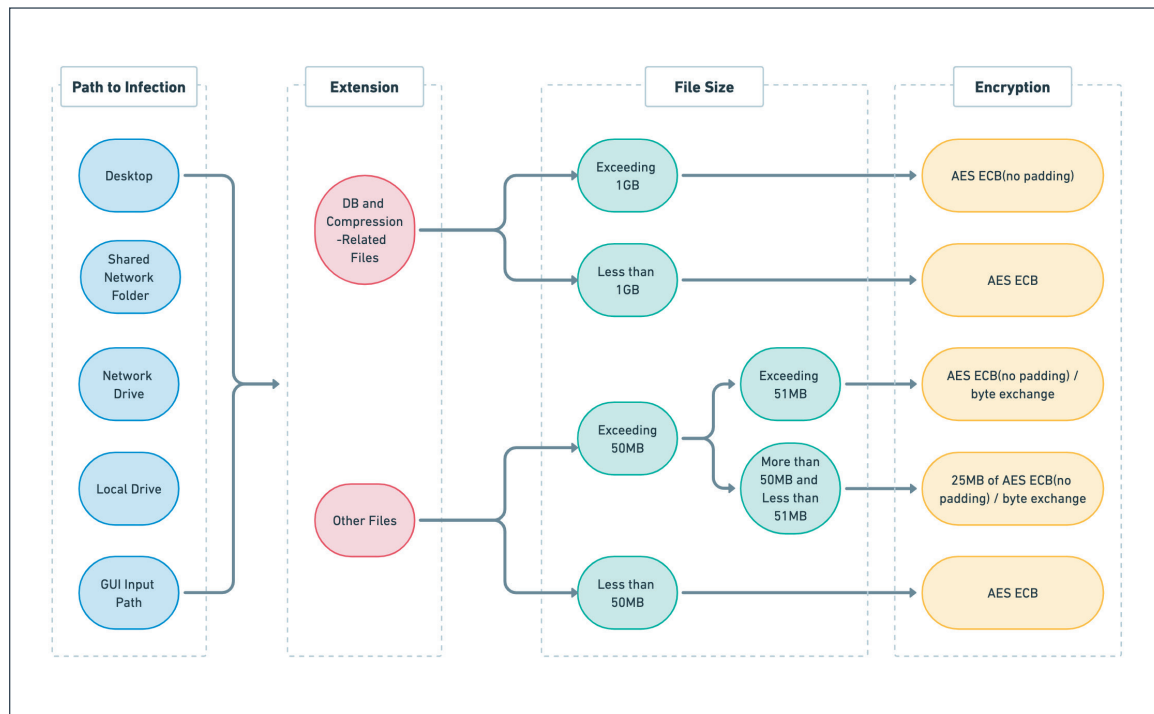 Path to Infection
Extension
File Size
Encryption
Desktop
Shared
Network
Folder
Network
Drive
Local Drive
GUI Input
Path
DB and
Compression
-Related
Files
Other Files
Exceeding
1GB
Less than
1GB
Exceeding
50MB
Less than
50MB
Exceeding
51MB
More than
50MB and
Less than
51MB
AES ECB(no padding)
AES ECB
AES ECB(no padding) /
byte exchange
25MB of AES ECB(no
padding) / byte exchange
AES ECB